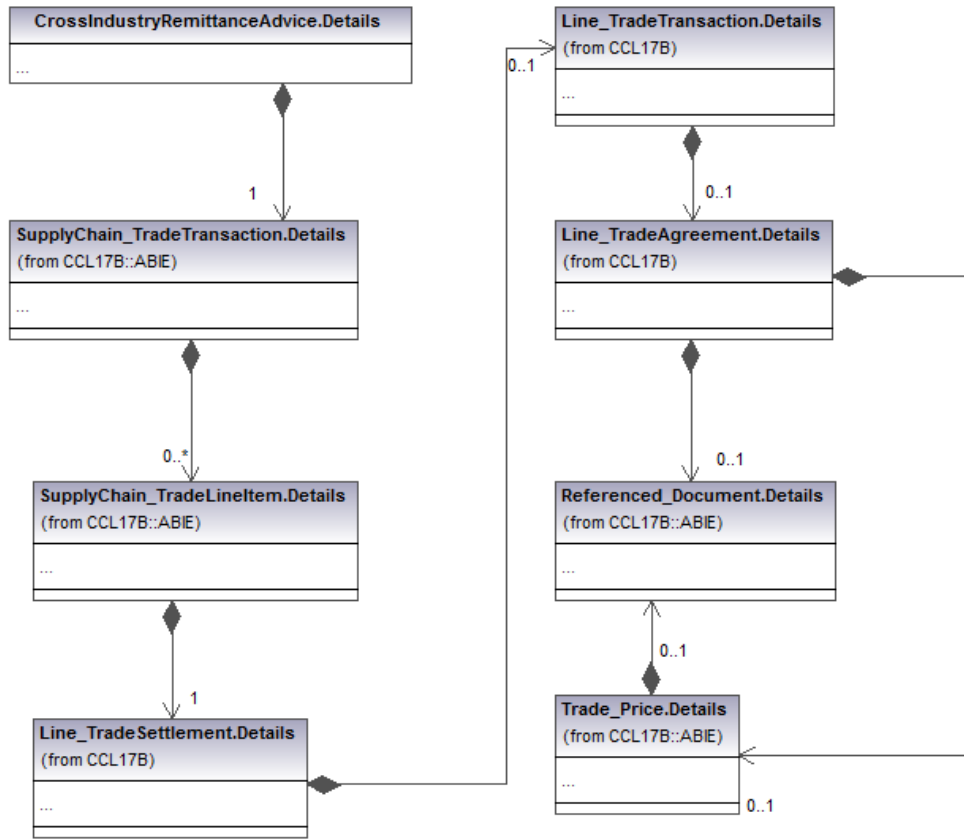 CrossIndustryRemittanceAdvice.Details
...
1
SupplyChain_TradeTransaction.Details
(from CCL17B::ABIE)
...
0..*
SupplyChain_TradeLineItem.Details
(from CCL17B::ABIE)
...
1
Line_TradeSettlement.Details
(from CCL17B)
...
0..1
Line_TradeTransaction.Details
(from CCL17B)
...
0..1
Line_TradeAgreement.Details
(from CCL17B)
...
0..1
Referenced_Document.Details
(from CCL17B::ABIE)
...
0..1
Trade_Price.Details
(from CCL17B::ABIE)
...
0..1